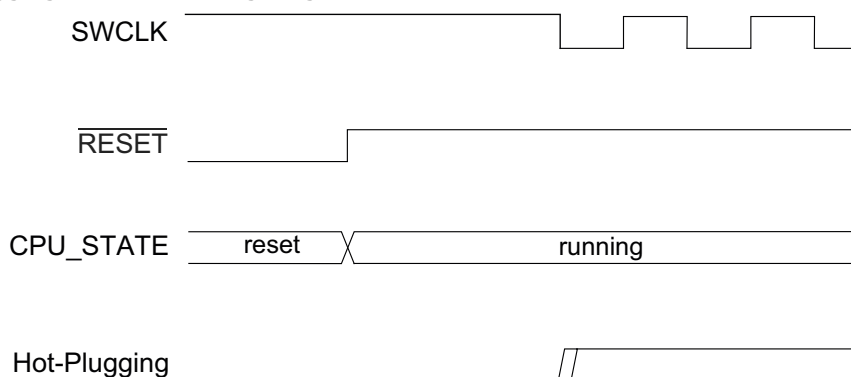 SWCLK
RESET
CPU_STATE
reset
running
Hot-Plugging